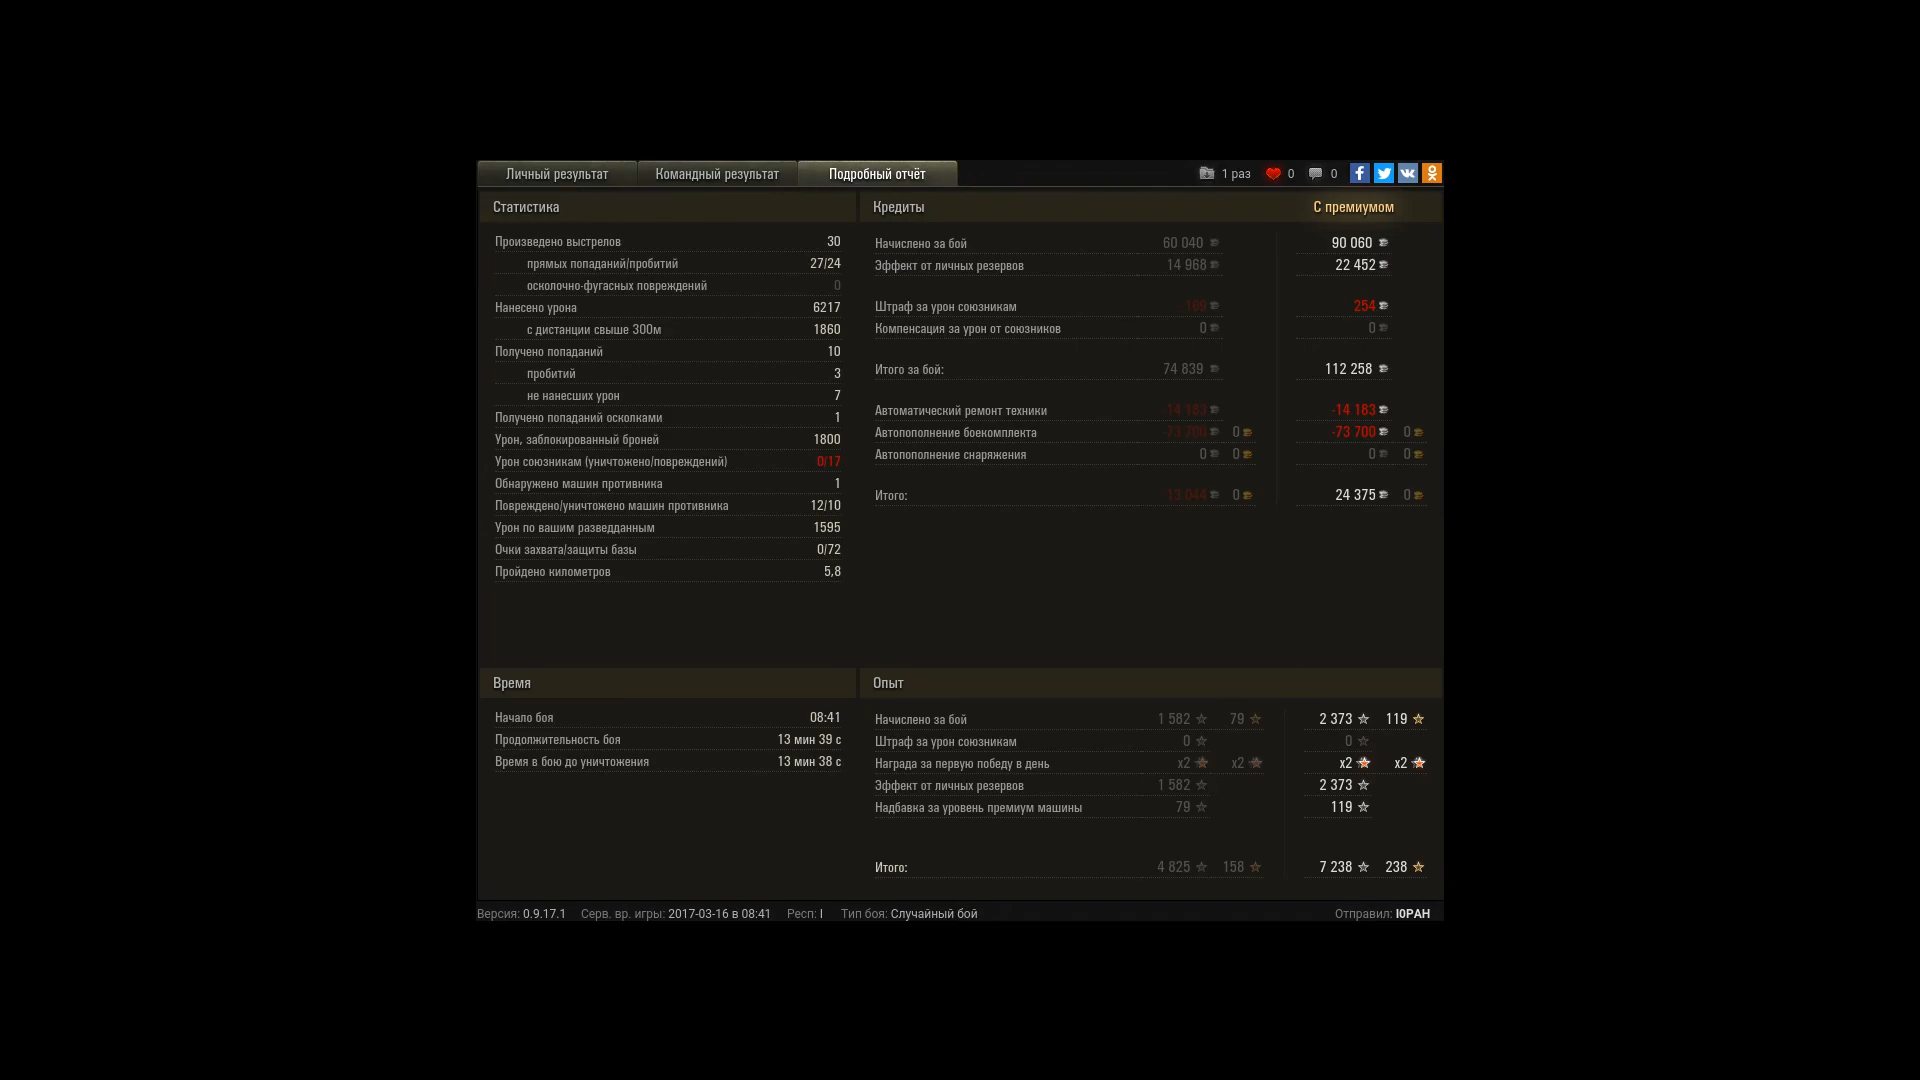 Личный результат Командный результат Подробный отчёт 1 раз 0 0
Статистика
Произведено выстрелов 30
прямых попаданий/пробитий 27/24
осколочно-фугасных повреждений 0
Нанесено урона 6217
с дистанции свыше 300м 1860
Получено попаданий 10
пробитий 3
не нанесших урон 7
Получено попаданий осколками 1
Урон, заблокированный броней 1800
Урон союзникам (уничтожено/повреждений) 0/17
Обнаружено машин противника 1
Повреждено/уничтожено машин противника 12/10
Урон по вашим разведданным 1595
Очки захвата/защиты базы 0/72
Пройдено километров 5,8
Кредиты С премиумом
Начислено за бой 60 040 90 060
Эффект от личных резервов 14 968 22 452
Штраф за урон союзникам 169 254
Компенсация за урон от союзников 0 0
Итого за бой: 74 839 112 258
Автоматический ремонт техники 14 183 -14 183
Автопополнение боекомплекта -73 700 0 -73 700 0
Автопополнение снаряжения 0 0 0 0
Итого: 13 044 0 24 375 0
Время
Начало боя 08:41
Продолжительность боя 13 мин 39 с
Время в бою до уничтожения 13 мин 38 с
Опыт
Начислено за бой 1 582 79 2 373 119
Штраф за урон союзникам 0 0
Награда за первую победу в день x2 x2 x2 x2
Эффект от личных резервов 1 582 2 373
Надбавка за уровень премиум машины 79 119
Итого: 4 825 158 7 238 238
Версия: 0.9.17.1 Серв. вр. игры: 2017-03-16 в 08:41 Респ: I Тип боя: Случайный бой Отправил: I0PAH